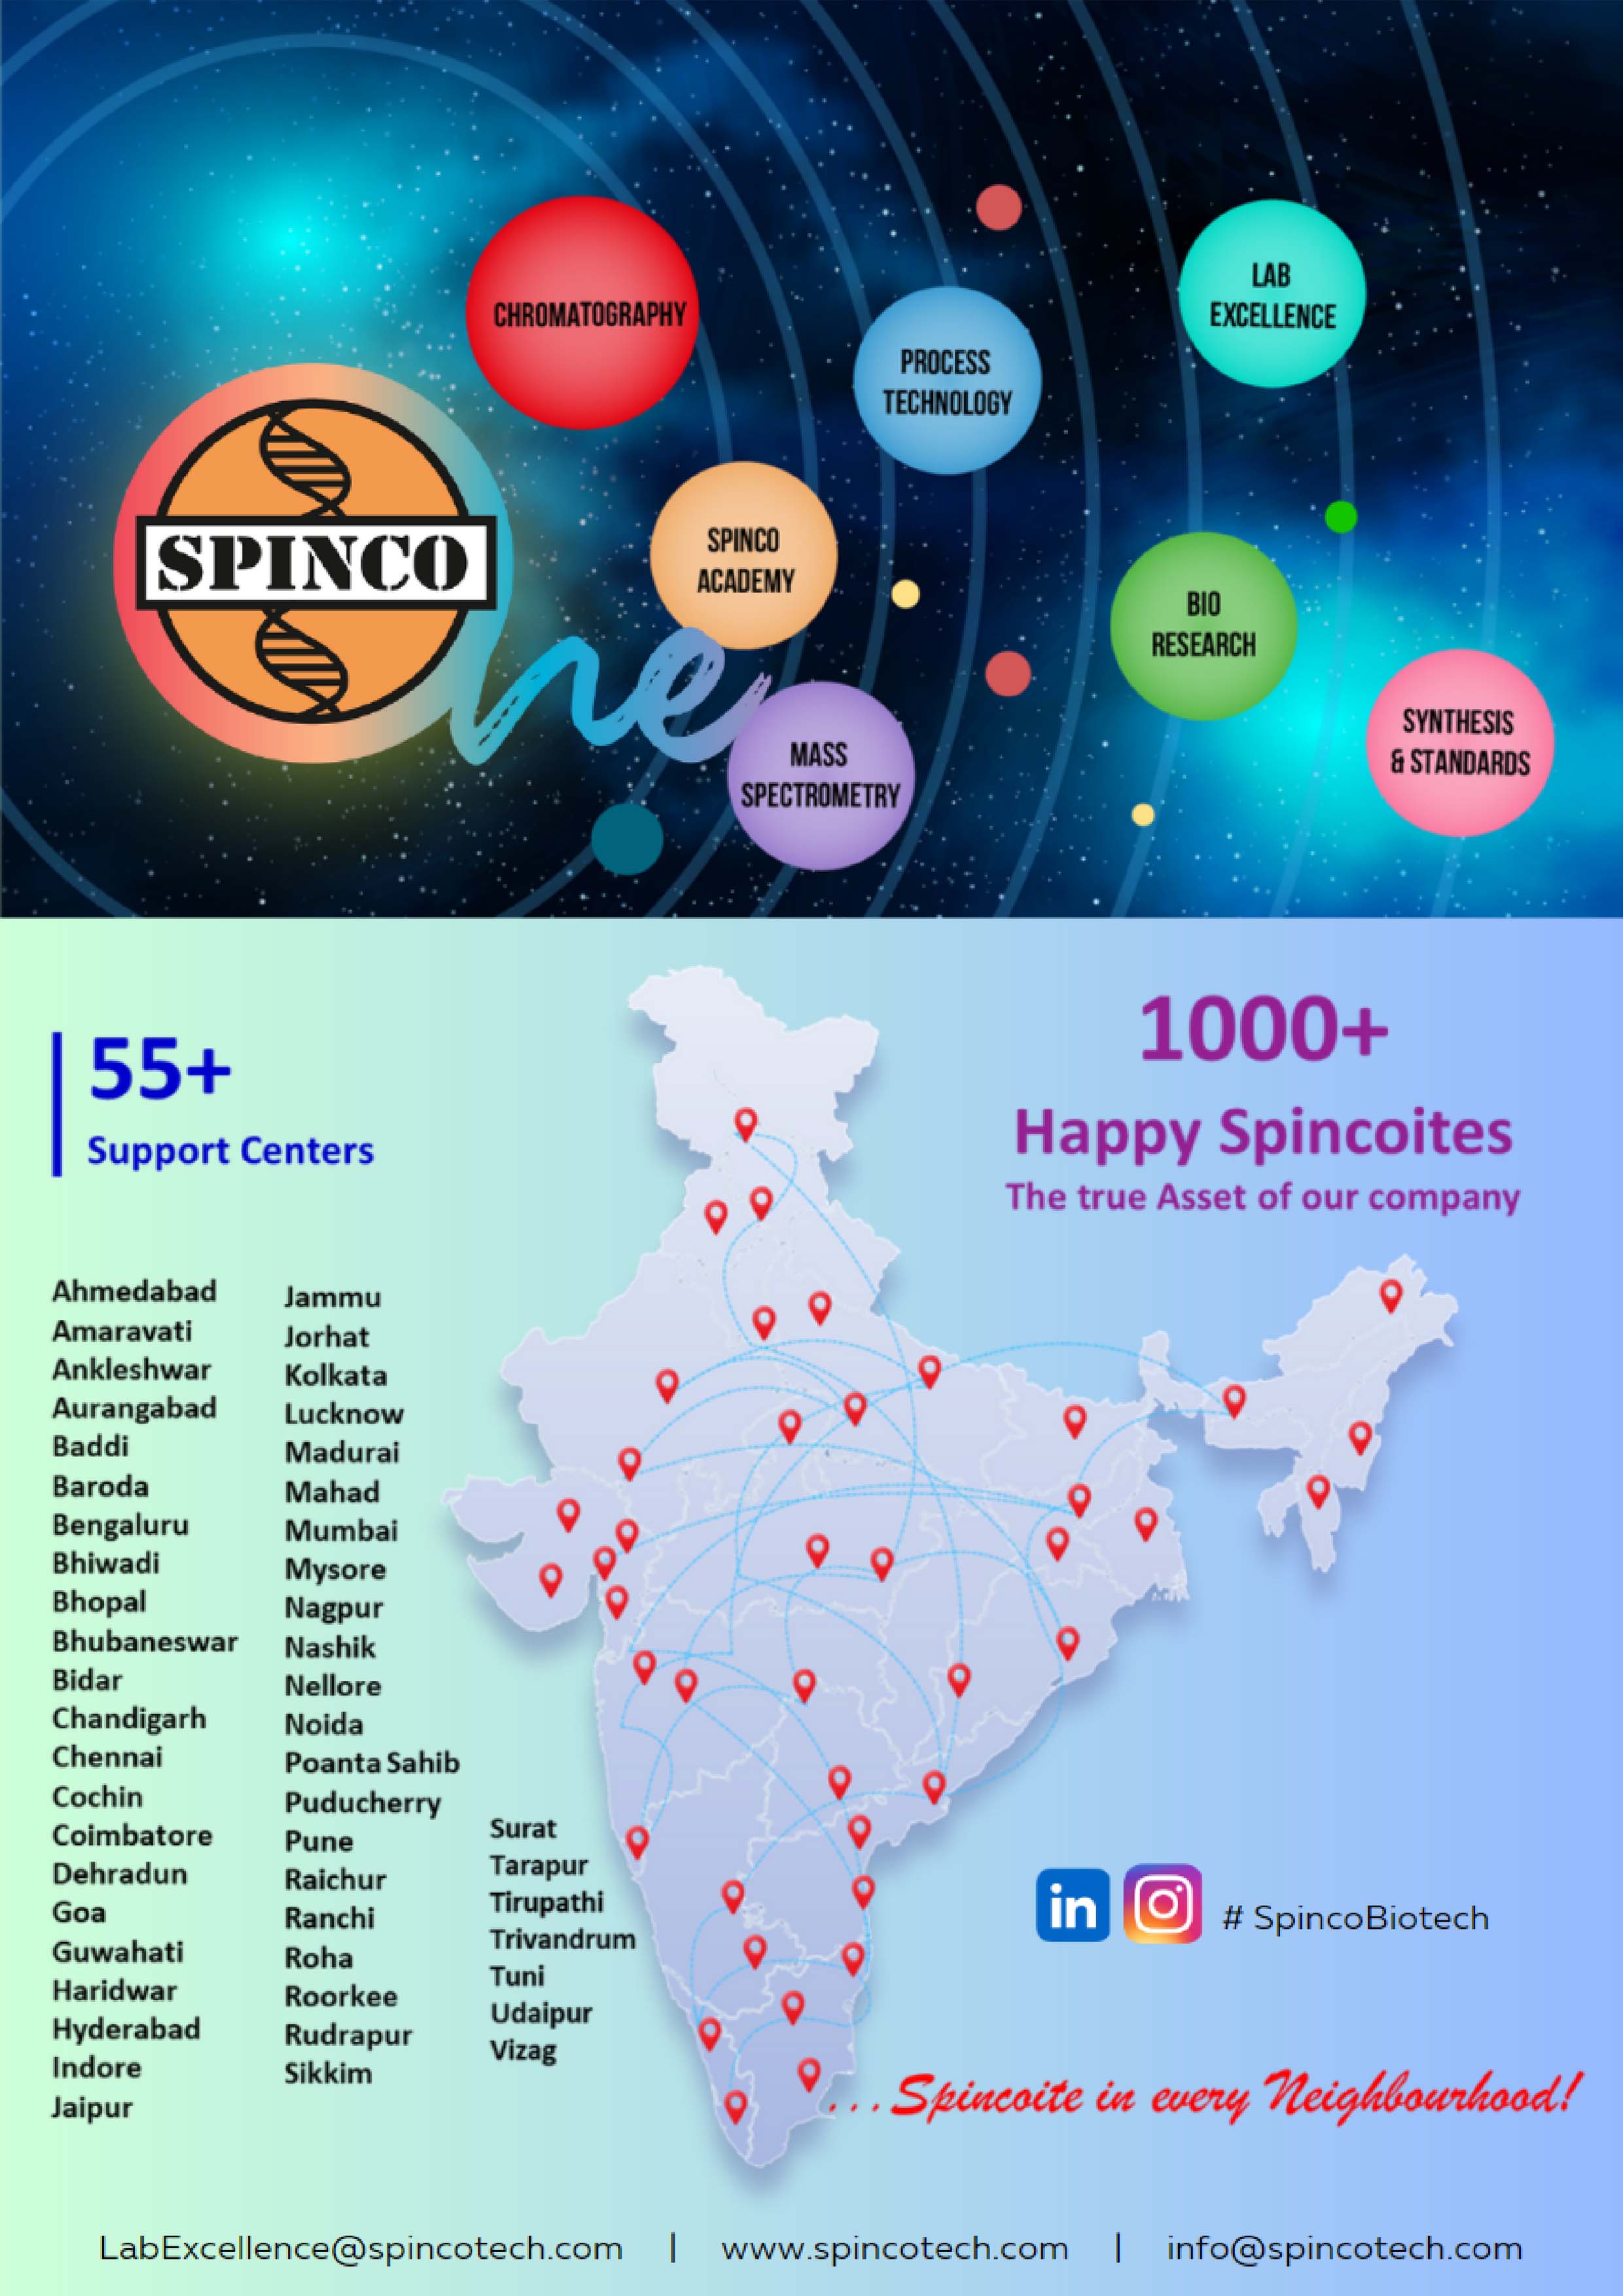 CHROMATOGRAPHY
PROCESS
TECHNOLOGY
LAB
EXCELLENCE
SPINCO
SPINCO
ACADEMY
BIO
RESEARCH
ne
MASS
SPECTROMETRY
SYNTHESIS
& STANDARDS
55+
Support Centers
1000+
Happy Spincoites
The true Asset of our company
Ahmedabad
Amaravati
Ankleshwar
Aurangabad
Baddi
Baroda
Bengaluru
Bhiwadi
Bhopal
Bhubaneswar
Bidar
Chandigarh
Chennai
Cochin
Coimbatore
Dehradun
Goa
Guwahati
Haridwar
Hyderabad
Indore
Jaipur
Jammu
Jorhat
Kolkata
Lucknow
Madurai
Mahad
Mumbai
Mysore
Nagpur
Nashik
Nellore
Noida
Poanta Sahib
Puducherry
Pune
Raichur
Ranchi
Roha
Roorkee
Rudrapur
Sikkim
Surat
Tarapur
Tirupathi
Trivandrum
Tuni
Udaipur
Vizag
in # SpincoBiotech
...Spincoite in every Neighbourhood!
LabExcellence@spincotech.com | www.spincotech.com | info@spincotech.com